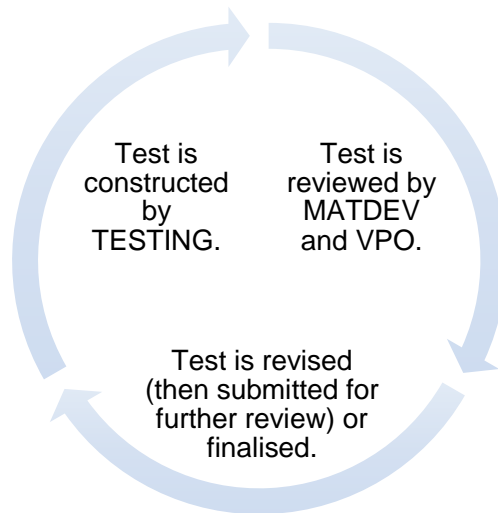 Test is
constructed
by
TESTING.
Test is
reviewed by
MATDEV
and VPO.
Test is revised
(then submitted for
further review) or
finalised.